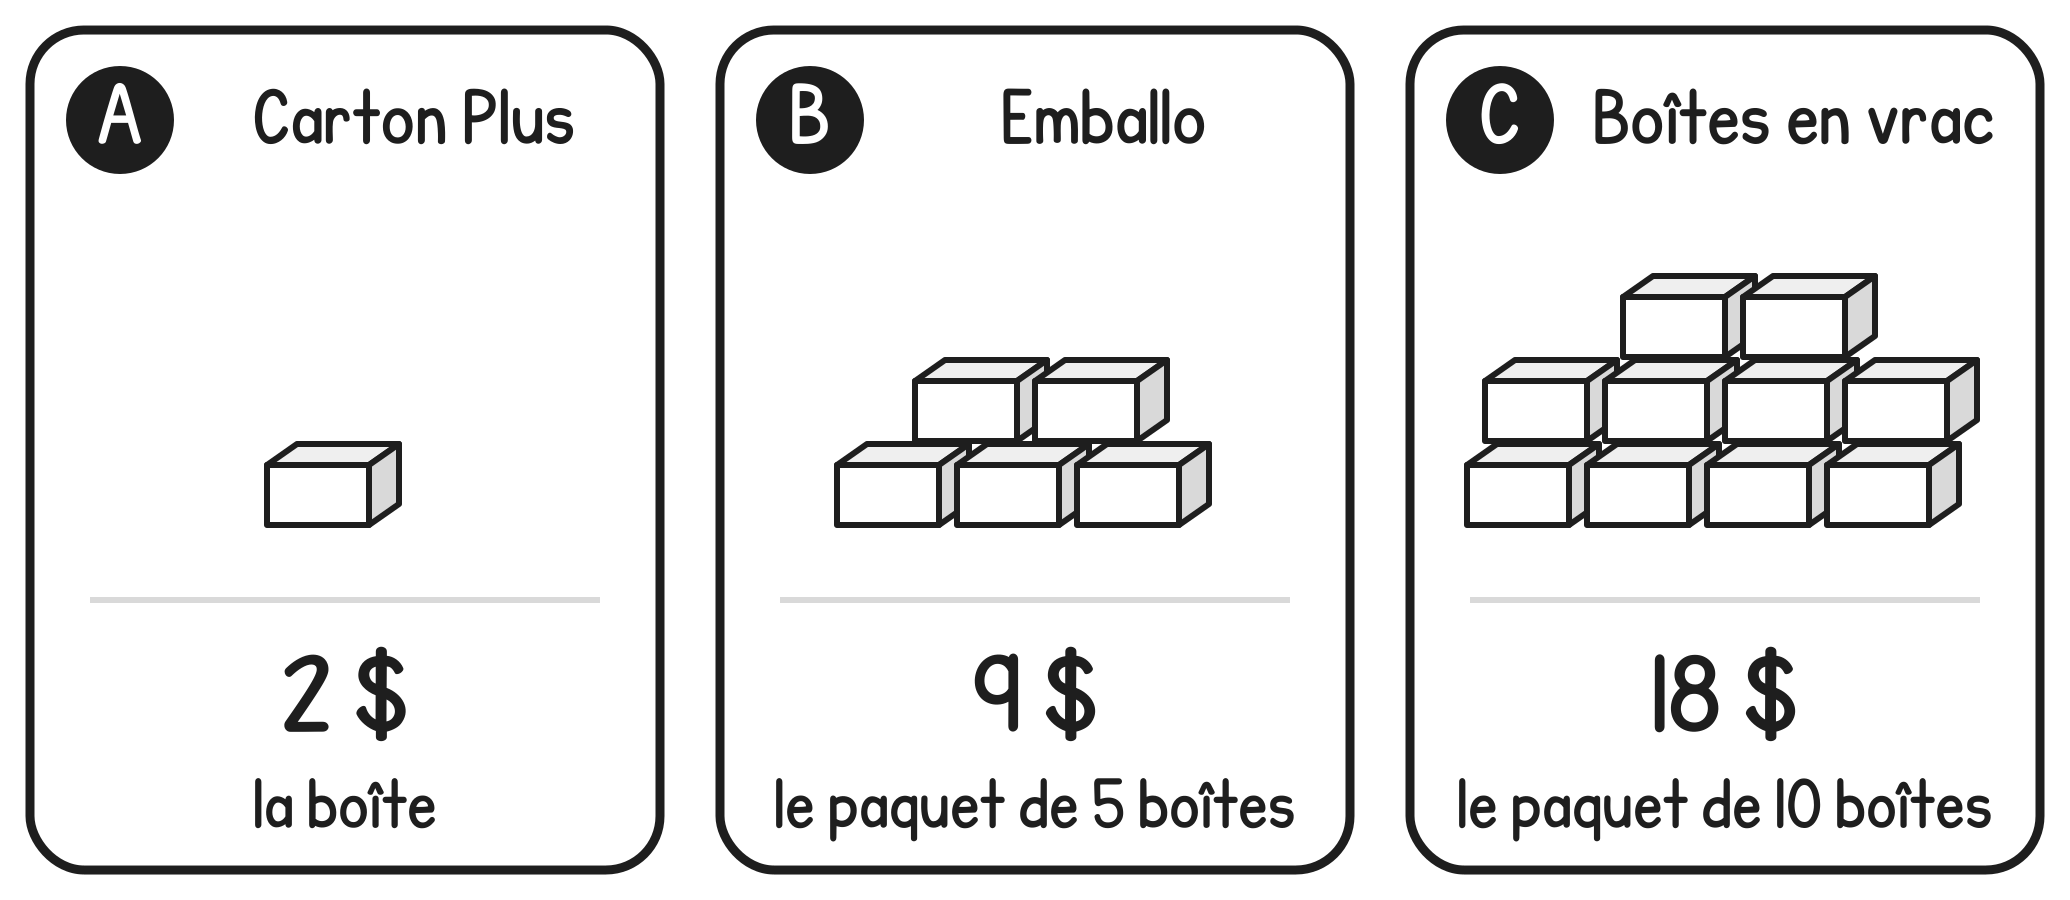 A
Carton Plus
2 $
la boîte
B
Emballo
9 $
le paquet de 5 boîtes
C
Boîtes en vrac
18 $
le paquet de 10 boîtes